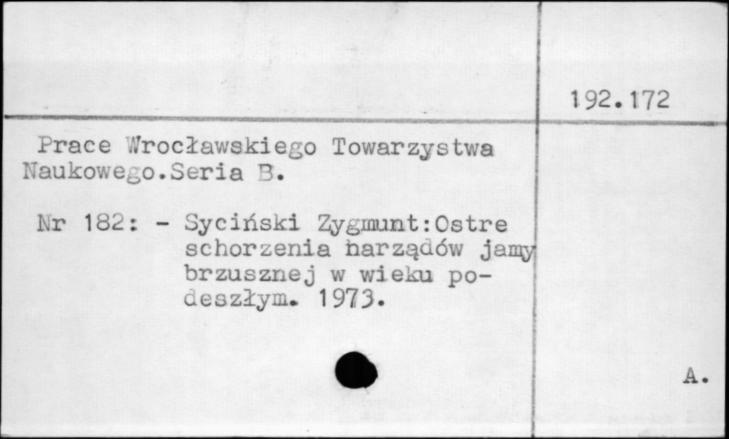 192.172
Prace Wrocławskiego Towarzystwa
Naukowego.Seria B.
Nr 182: - Syciński Zygmunt:Ostre
schorzenia narządów jamy
brzusznej w wieku po-
deszłym. 1973.
A.